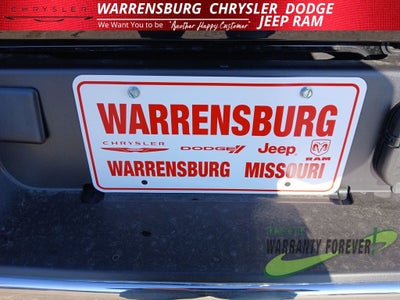 CHRYSLER
WARRENSBURG CHRYSLER DODGE
JEEP RAM
We Want You to be "Another Happy Customer"
WARRENSBURG
CHRYSLER DODGE Jeep RAM
WARRENSBURG MISSOURI
WARRANTY FOREVER